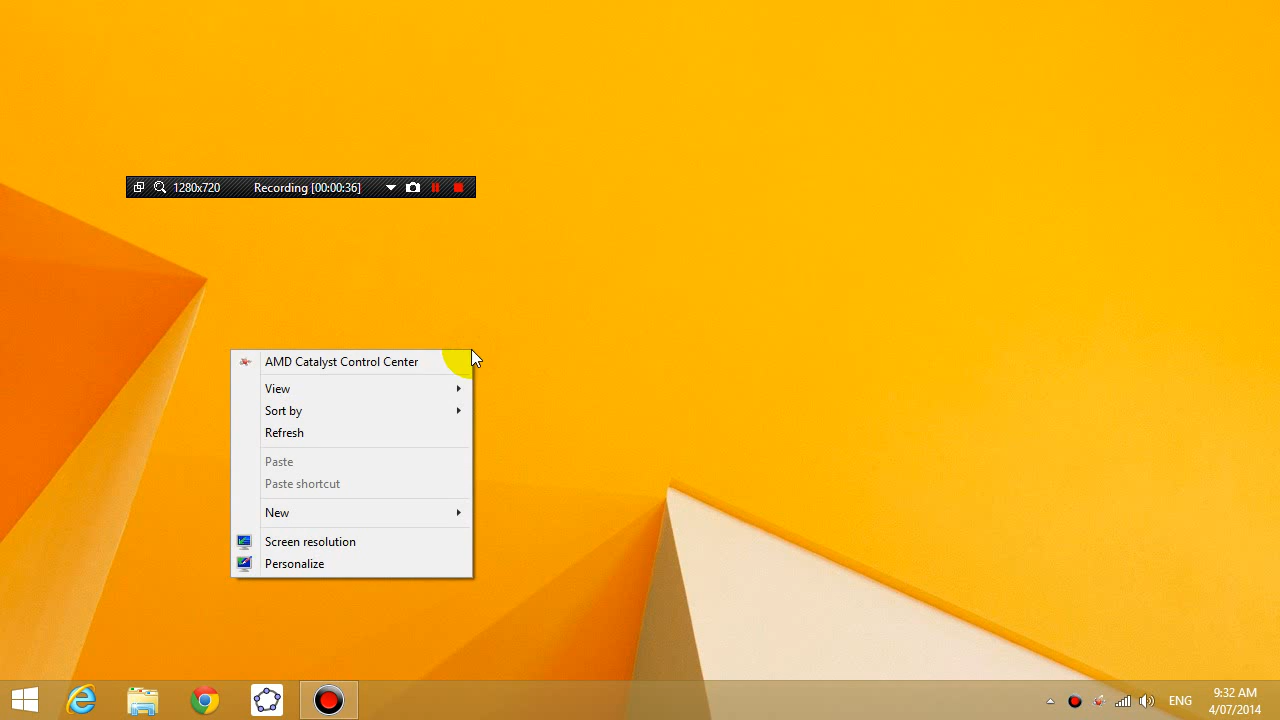 1280x720 Recording [00:00:36]
AMD Catalyst Control Center
View
Sort by
Refresh
Paste
Paste shortcut
New
Screen resolution
Personalize
ENG
9:32 AM
4/07/2014